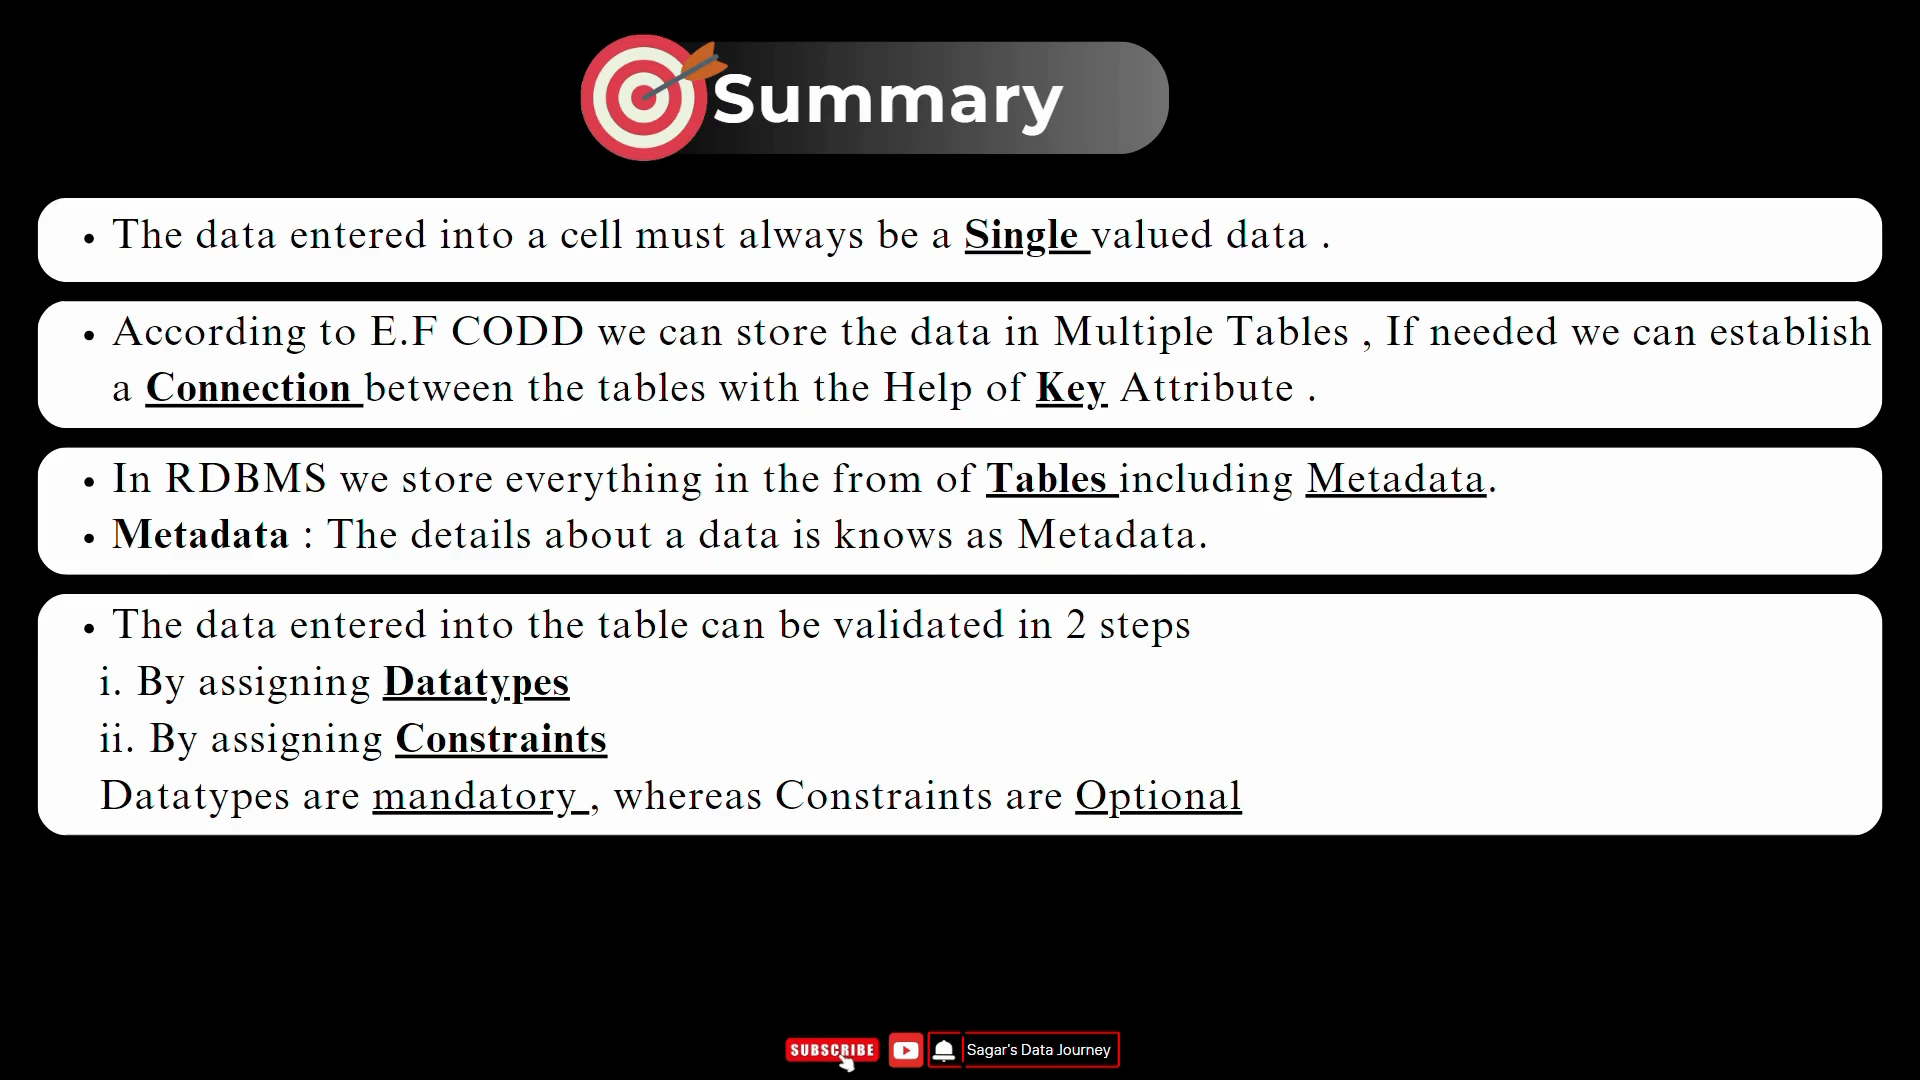 Summary
• The data entered into a cell must always be a Single valued data .
• According to E.F CODD we can store the data in Multiple Tables , If needed we can establish
a Connection between the tables with the Help of Key Attribute .
• In RDBMS we store everything in the from of Tables including Metadata.
• Metadata : The details about a data is knows as Metadata.
• The data entered into the table can be validated in 2 steps
i. By assigning Datatypes
ii. By assigning Constraints
Datatypes are mandatory , whereas Constraints are Optional
SUBSCRIBE Sagar's Data Journey